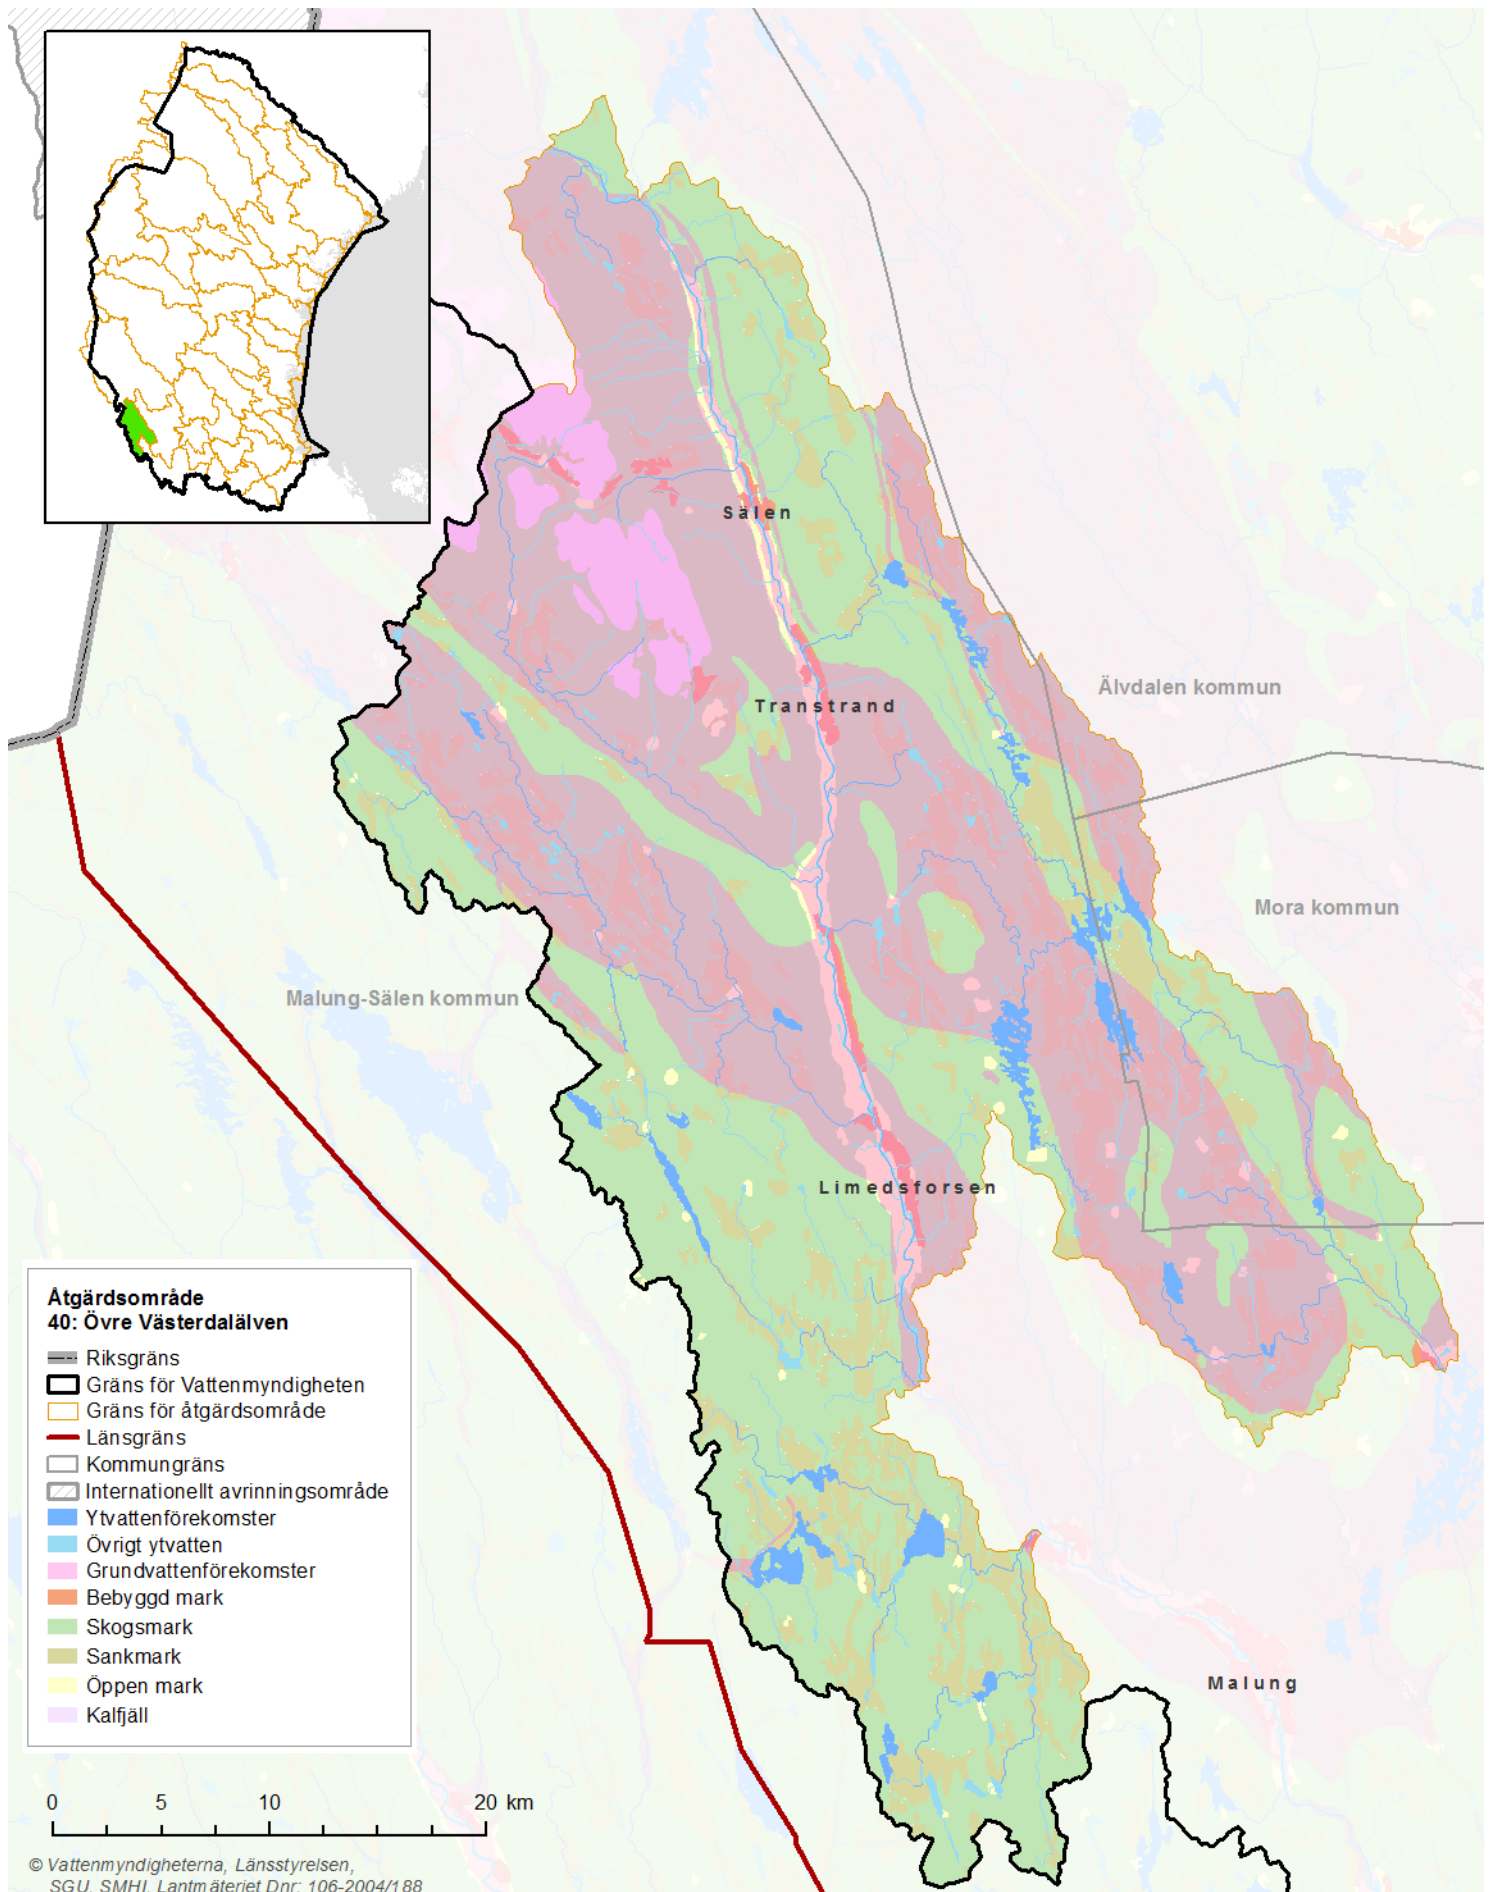 Sälen
Transtrand
Älvdalen kommun
Mora kommun
Malung-Sälen kommun
Limedsforsen
Malung
Åtgärdsområde
40: Övre Västerdalälven
Riksgräns
Gräns för Vattenmyndigheten
Gräns för åtgärdsområde
Länsgräns
Kommungräns
Internationellt avrinningsområde
Ytvattenförekomster
Övrigt ytvatten
Grundvattenförekomster
Bebyggd mark
Skogsmark
Sankmark
Öppen mark
Kalfjäll
0 5 10 20 km
© Vattenmyndigheterna, Länsstyrelsen,
SGU, SMHI, Lantmäteriet Dnr: 106-2004/188